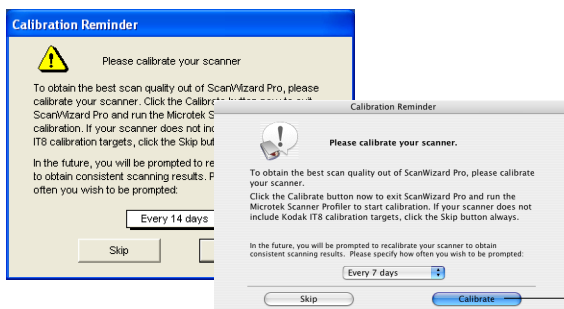 Calibration Reminder
Please calibrate your scanner
To obtain the best scan quality out of ScanWizard Pro, please
calibrate your scanner. Click the Calibrate button now to exit
ScanWizard Pro and run the Microtek S
calibration. If your scanner does not inc
IT8 calibration targets, click the Skip but
In the future, you will be prompted to re
to obtain consistent scanning results. P
often you wish to be prompted:
Every 14 days
Skip
Calibration Reminder
Please calibrate your scanner.
To obtain the best scan quality out of ScanWizard Pro, please calibrate
your scanner.
Click the Calibrate button now to exit ScanWizard Pro and run the
Microtek Scanner Profiler to start calibration. If your scanner does not
include Kodak IT8 calibration targets, click the Skip button always.
In the future, you will be prompted to recalibrate your scanner to obtain
consistent scanning results. Please specify how often you wish to be prompted:
Every 7 days
Skip
Calibrate